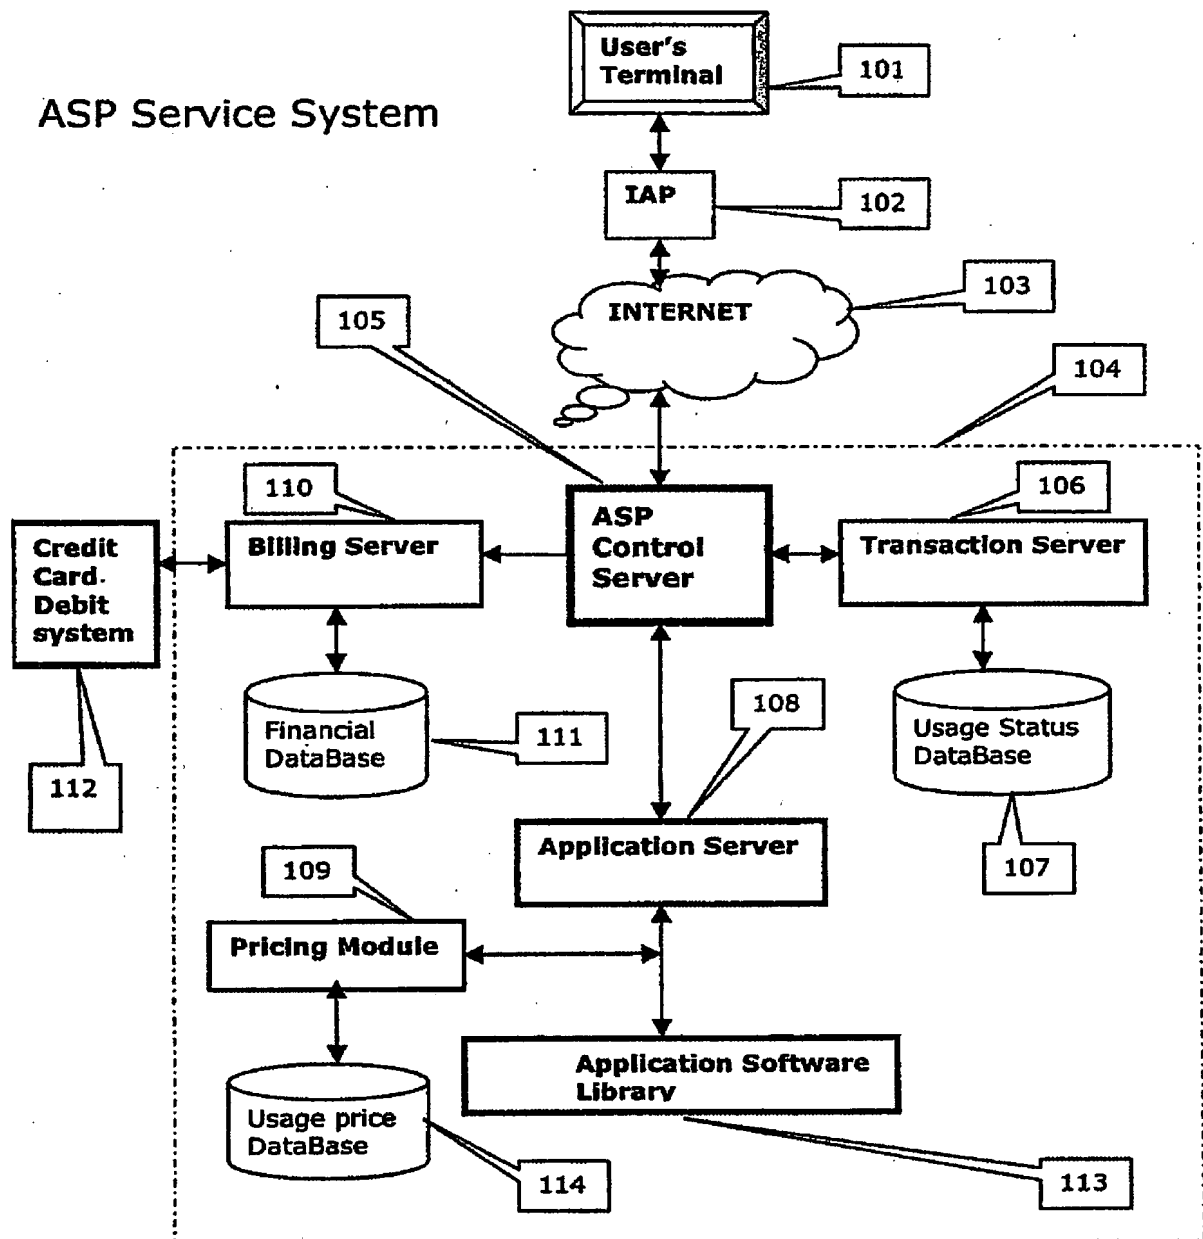 User's
Terminal
101
ASP Service System
IAP
102
INTERNET
103
105
104
110
106
ASP
Control
Server
Billing Server
Transaction Server
Credit
Card.
Debit
system
108
Financial
DataBase
111
Usage Status
DataBase
112
Application Server
107
109
Pricing Module
Application Software
Library
Usage price
DataBase
114
113